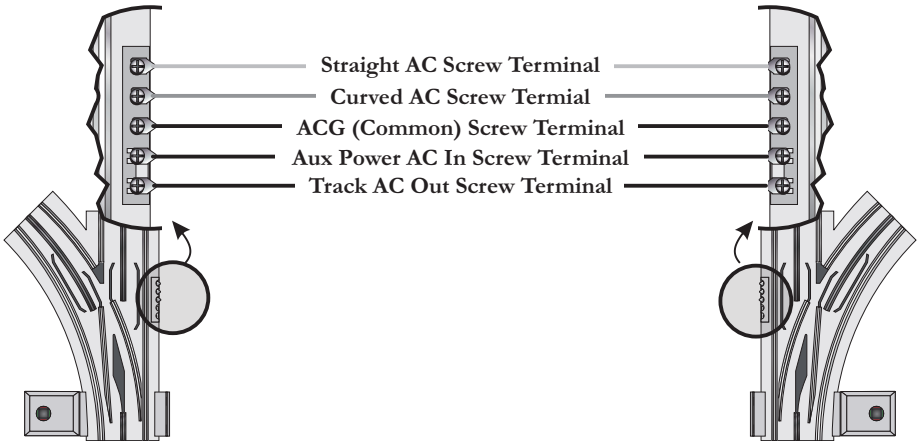 Straight AC Screw Terminal
Curved AC Screw Termial
ACG (Common) Screw Terminal
Aux Power AC In Screw Terminal
Track AC Out Screw Terminal